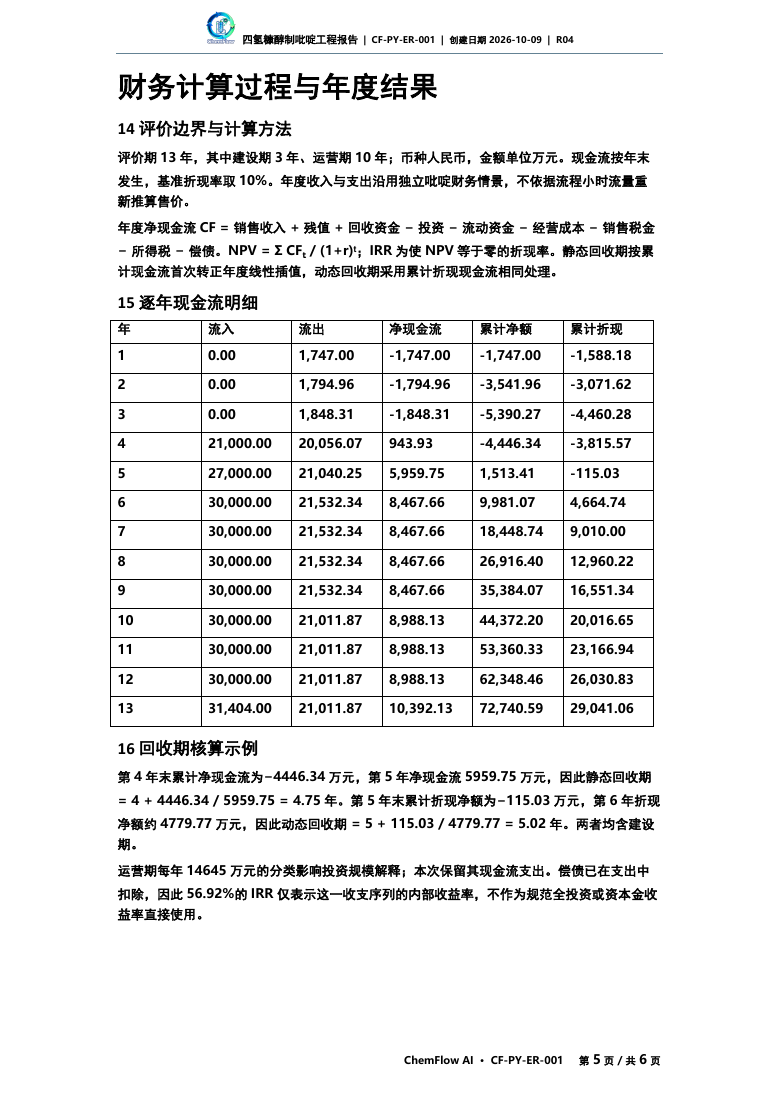 ChemFlow
四氢糠醇制吡啶工程报告 | CF-PY-ER-001 | 创建日期 2026-10-09 | R04
财务计算过程与年度结果
14 评价边界与计算方法
评价期 13 年，其中建设期 3 年、运营期 10 年；币种人民币，金额单位万元。现金流按年末
发生，基准折现率取 10%。年度收入与支出沿用独立吡啶财务情景，不依据流程小时流量重
新推算售价。
年度净现金流 CF = 销售收入 + 残值 + 回收资金 − 投资 − 流动资金 − 经营成本 − 销售税金
− 所得税 − 偿债。NPV = Σ CFₜ / (1+r)ᵗ；IRR 为使 NPV 等于零的折现率。静态回收期按累
计现金流首次转正年度线性插值，动态回收期采用累计折现现金流相同处理。
15 逐年现金流明细
年 流入 流出 净现金流 累计净额 累计折现
1 0.00 1,747.00 -1,747.00 -1,747.00 -1,588.18
2 0.00 1,794.96 -1,794.96 -3,541.96 -3,071.62
3 0.00 1,848.31 -1,848.31 -5,390.27 -4,460.28
4 21,000.00 20,056.07 943.93 -4,446.34 -3,815.57
5 27,000.00 21,040.25 5,959.75 1,513.41 -115.03
6 30,000.00 21,532.34 8,467.66 9,981.07 4,664.74
7 30,000.00 21,532.34 8,467.66 18,448.74 9,010.00
8 30,000.00 21,532.34 8,467.66 26,916.40 12,960.22
9 30,000.00 21,532.34 8,467.66 35,384.07 16,551.34
10 30,000.00 21,011.87 8,988.13 44,372.20 20,016.65
11 30,000.00 21,011.87 8,988.13 53,360.33 23,166.94
12 30,000.00 21,011.87 8,988.13 62,348.46 26,030.83
13 31,404.00 21,011.87 10,392.13 72,740.59 29,041.06
16 回收期核算示例
第 4 年末累计净现金流为−4446.34 万元，第 5 年净现金流 5959.75 万元，因此静态回收期
= 4 + 4446.34 / 5959.75 = 4.75 年。第 5 年末累计折现净额为−115.03 万元，第 6 年折现
净额约 4779.77 万元，因此动态回收期 = 5 + 115.03 / 4779.77 = 5.02 年。两者均含建设
期。
运营期每年 14645 万元的分类影响投资规模解释；本次保留其现金流支出。偿债已在支出中
扣除，因此 56.92%的 IRR 仅表示这一收支序列的内部收益率，不作为规范全投资或资本金收
益率直接使用。
ChemFlow AI · CF-PY-ER-001 第 5 页 / 共 6 页